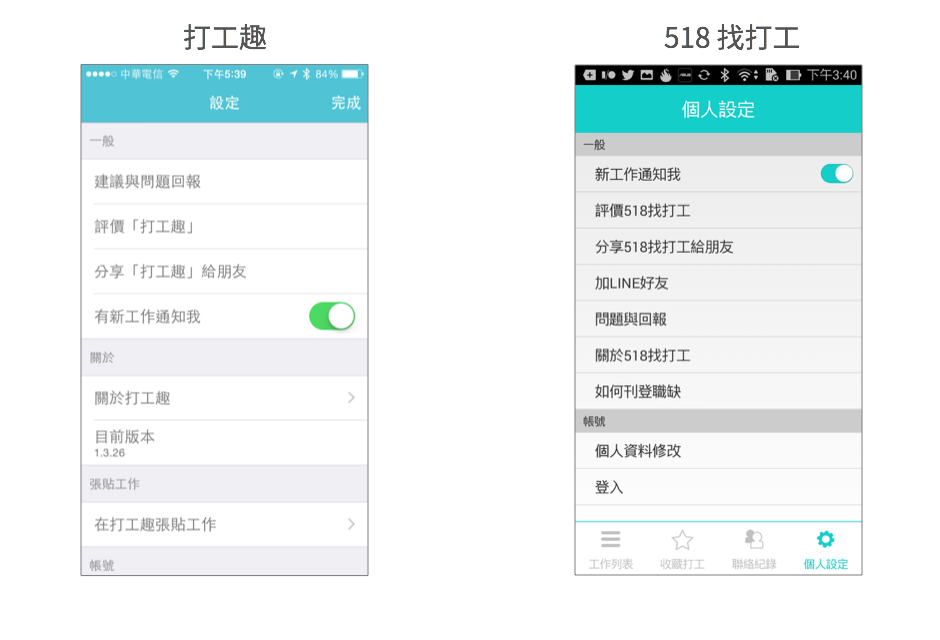 打工趣
中華電信
下午5:39
84%
設定
完成
一般
建議與問題回報
評價「打工趣」
分享「打工趣」給朋友
有新工作通知我
關於
關於打工趣
目前版本
1.3.26
張貼工作
在打工趣張貼工作
帳號
518 找打工
下午3:40
個人設定
一般
新工作通知我
評價518找打工
分享518找打工給朋友
加LINE好友
問題與回報
關於518找打工
如何刊登職缺
帳號
個人資料修改
登入
工作列表
收藏打工
聯絡紀錄
個人設定